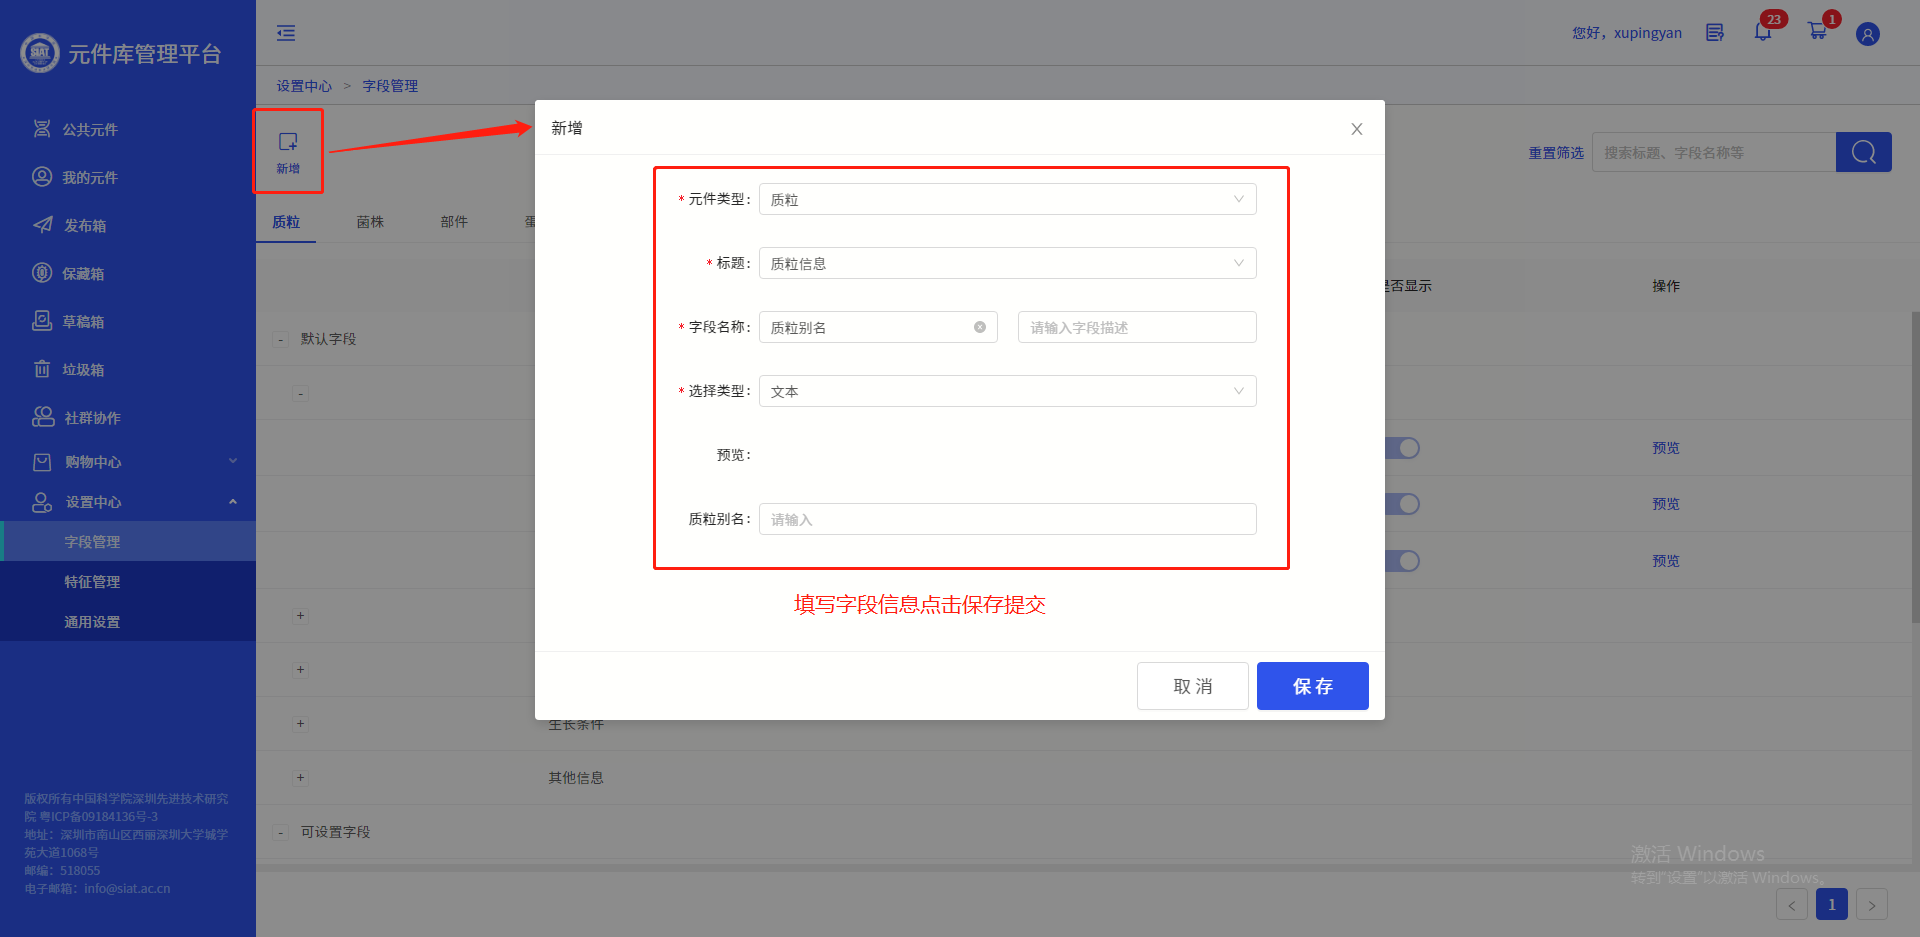 元件库管理平台
公共元件
我的元件
发布箱
保藏箱
草稿箱
垃圾箱
社群协作
购物中心
设置中心
字段管理
特征管理
通用设置
版权所有中国科学院深圳先进技术研究
院 粤ICP备09184136号-3
地址：深圳市南山区西丽深圳大学城学
苑大道1068号
邮编：518055
电子邮箱：info@siat.ac.cn
您好，xupingyan
23
1
设置中心 > 字段管理
新增
重置筛选
搜索标题、字段名称等
质粒 菌株 部件
是否显示 操作
- 默认字段
-
预览
预览
预览
+
+
+ 生长条件
+ 其他信息
- 可设置字段
新增
* 元件类型： 质粒
* 标题： 质粒信息
* 字段名称： 质粒别名 请输入字段描述
* 选择类型： 文本
预览：
质粒别名： 请输入
填写字段信息点击保存提交
取 消 保 存
激活 Windows
转到"设置"以激活 Windows。
< 1 >